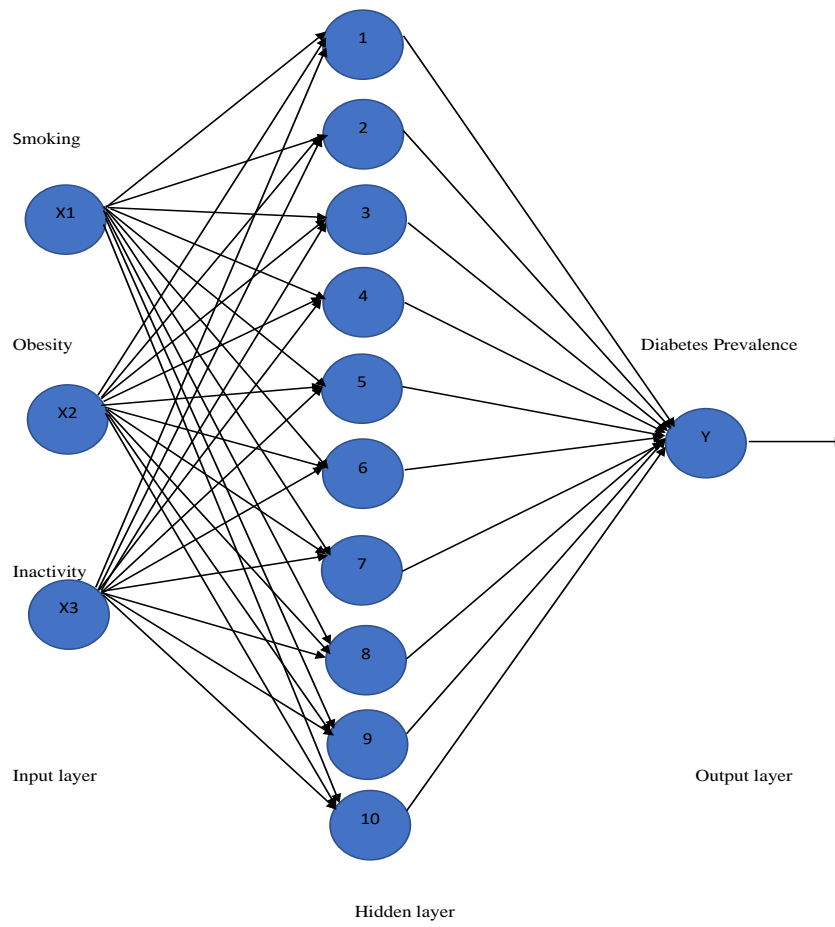 1
2
Smoking
X1
3
4
Obesity
Diabetes Prevalence
5
X2
Y
6
7
Inactivity
X3
8
9
Input layer
Output layer
10
Hidden layer